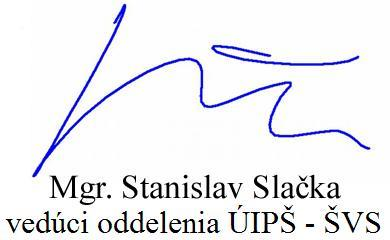 Mgr. Stanislav Slačka
vedúci oddelenia ÚIPŠ - ŠVS